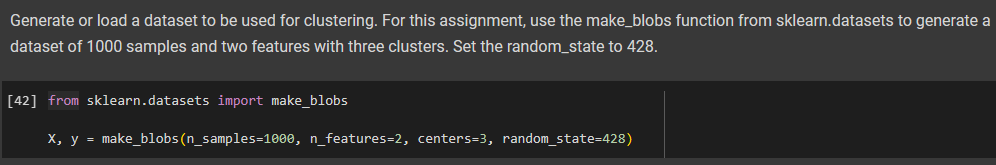 Generate or load a dataset to be used for clustering. For this assignment, use the make_blobs function from sklearn.datasets to generate a
dataset of 1000 samples and two features with three clusters. Set the random_state to 428.
[42] from sklearn.datasets import make_blobs
X, y = make_blobs(n_samples=1000, n_features=2, centers=3, random_state=428)